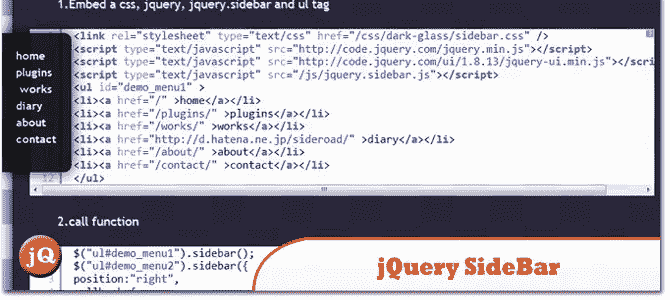 1.Embed a css, jquery, jquery.sidebar and ul tag
<link rel="stylesheet" type="text/css" href="/css/dark-glass/sidebar.css" />
<script type="text/javascript" src="http://code.jquery.com/jquery.min.js"></script>
<script type="text/javascript" src="http://code.jquery.com/ui/1.8.13/jquery-ui.min.js"></scri
<script type="text/javascript" src="/js/jquery.sidebar.js"></script>
<ul id="demo_menu1" >
<li><a href="/" >home</a></li>
<li><a href="/plugins/" >plugins</a></li>
<li><a href="/works/" >works</a></li>
<li><a href="http://d.hatena.ne.jp/sideroad/" >diary</a></li>
<li><a href="/about/" >about</a></li>
<li><a href="/contact/" >contact</a></li>
12 </ul>
home
plugins
works
diary
about
contact
2.call function
$("ul#demo_menu1").sidebar();
$("ul#demo_menu2").sidebar({
position:"right",
jQ
jQuery SideBar